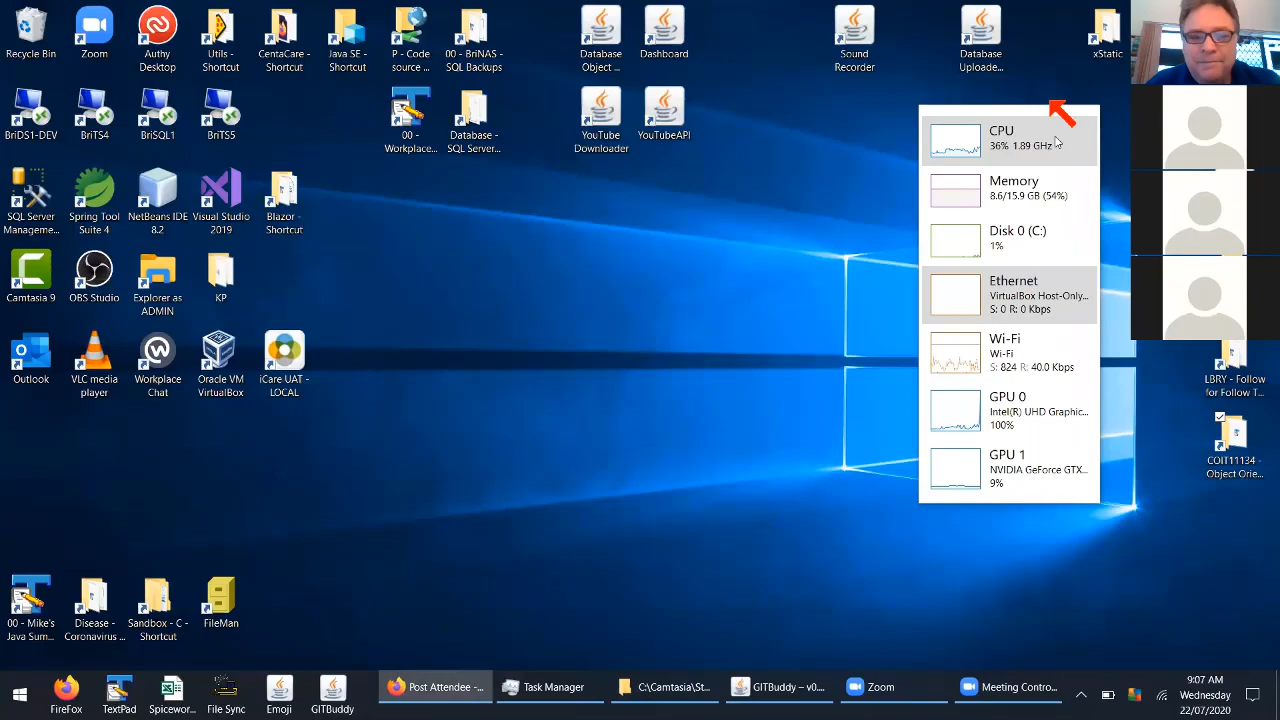 Recycle Bin
Zoom
Authy
Desktop
Utils -
Shortcut
CentaCare -
Shortcut
Java SE -
Shortcut
P - Code
source ...
00 - BriNAS -
SQL Backups
Database
Object ...
Dashboard
Sound
Recorder
Database
Uploade...
xStatic
BriDS1-DEV
BriTS4
BriSQL1
BriTS5
00 -
Workplace...
Database -
SQL Server...
YouTube
Downloader
YouTubeAPI
CPU
36% 1.89 GHz
Memory
8.6/15.9 GB (54%)
Disk 0 (C:)
1%
Ethernet
VirtualBox Host-Only...
S: 0 R: 0 Kbps
Wi-Fi
Wi-Fi
S: 824 R: 40.0 Kbps
GPU 0
Intel(R) UHD Graphic...
100%
GPU 1
NVIDIA GeForce GTX...
9%
SQL Server
Manageme...
Spring Tool
Suite 4
NetBeans IDE
8.2
Visual Studio
2019
Blazor -
Shortcut
Camtasia 9
OBS Studio
Explorer as
ADMIN
KP
Outlook
VLC media
player
Workplace
Chat
Oracle VM
VirtualBox
iCare UAT -
LOCAL
LBRY - Follow
for Follow T...
COIT11134 -
Object Orie...
00 - Mike's
Java Sum...
Disease -
Coronavirus ...
Sandbox - C -
Shortcut
FileMan
FireFox
TextPad
Spicewor...
File Sync
Emoji
GITBuddy
Post Attendee -...
Task Manager
C:\Camtasia\St...
GITBuddy – v0....
Zoom
Meeting Contro...
9:07 AM
Wednesday
22/07/2020